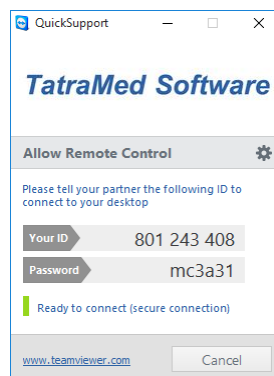 QuickSupport
TatraMed Software
Allow Remote Control
Please tell your partner the following ID to
connect to your desktop
Your ID 801 243 408
Password mc3a31
Ready to connect (secure connection)
www.teamviewer.com Cancel